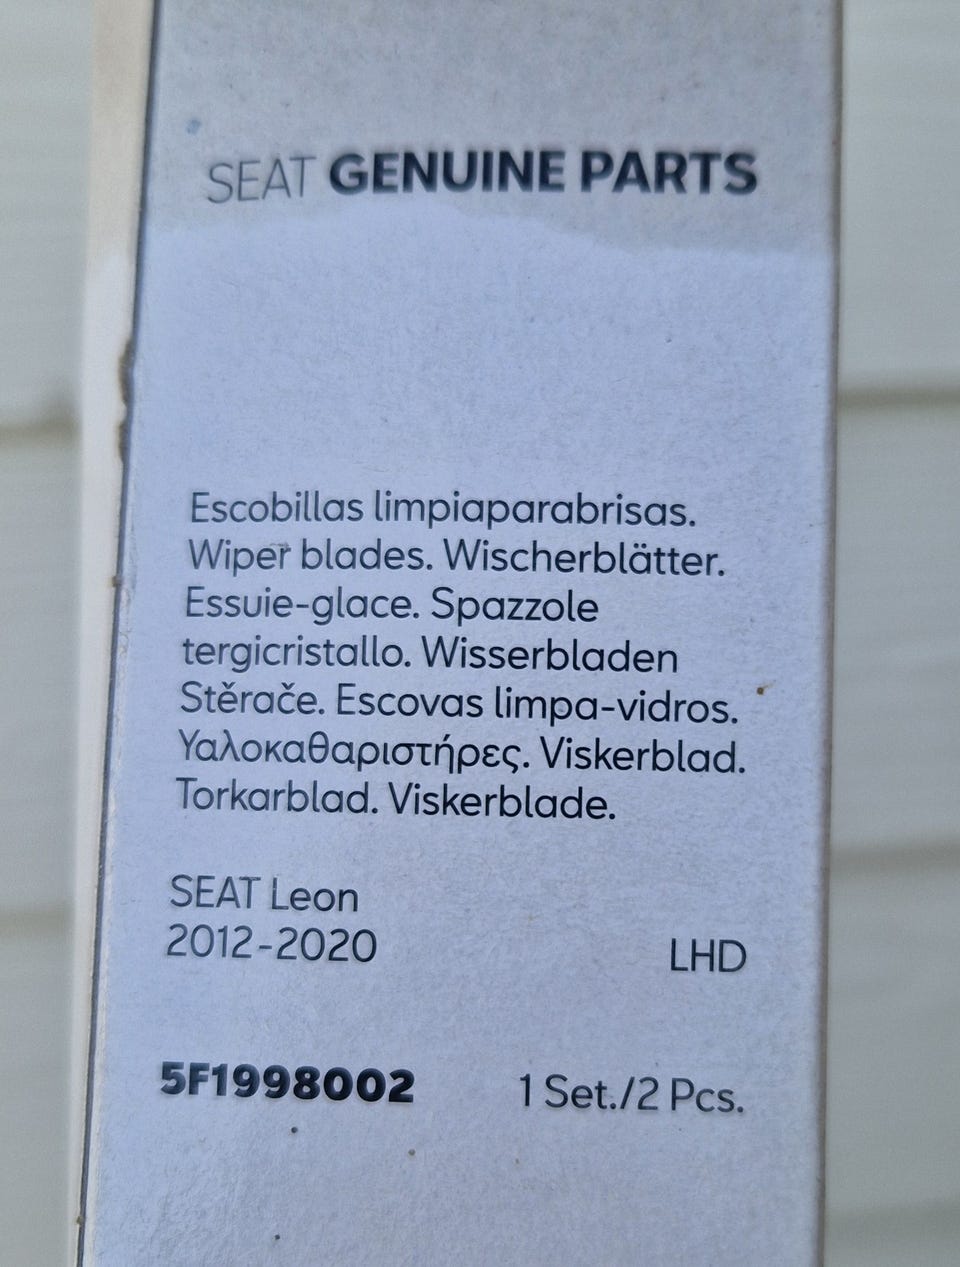 SEAT GENUINE PARTS
Escobillas limpiaparabrisas.
Wiper blades. Wischerblätter.
Essuie-glace. Spazzole
tergicristallo. Wisserbladen
Stěrače. Escovas limpa-vidros.
Υαλοκαθαριστήρες. Viskerblad.
Torkarblad. Viskerblade.
SEAT Leon
2012-2020 LHD
5F1998002 1 Set./2 Pcs.